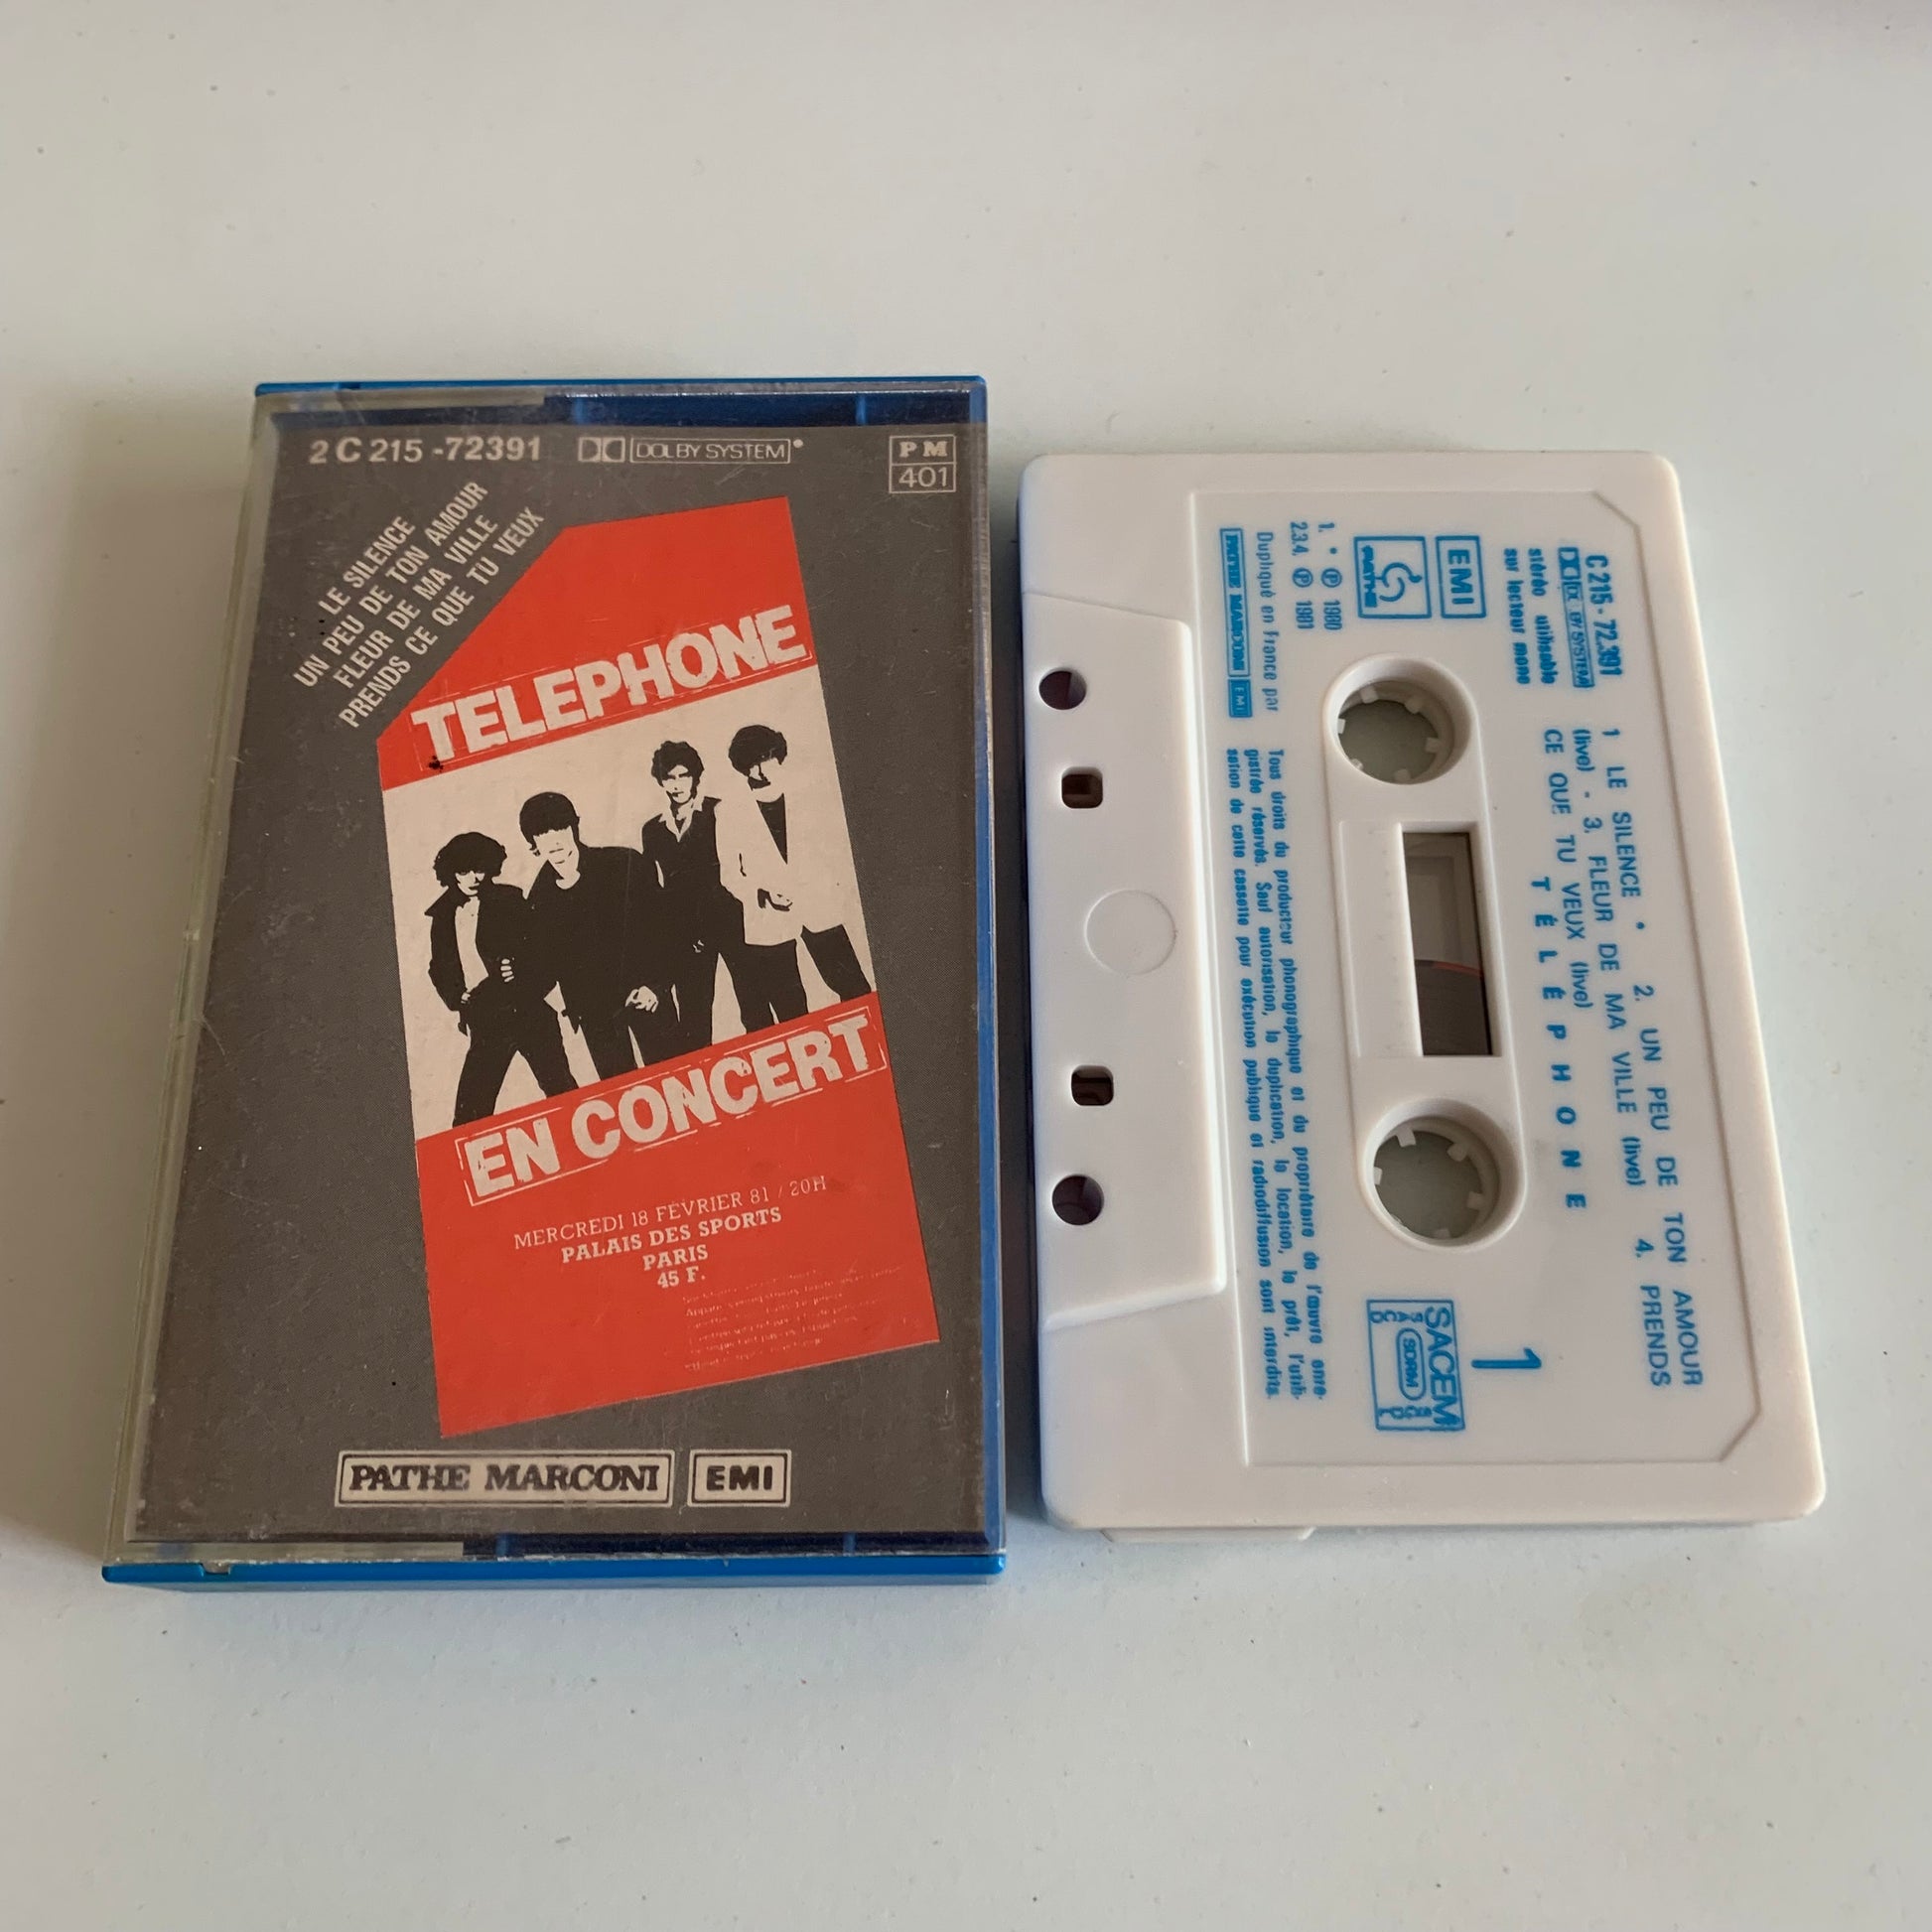 2 C 215 -72391 DOLBY SYSTEM
PM
401
LE SILENCE
UN PEU DE TON AMOUR
FLEUR DE MA VILLE
PRENDS CE QUE TU VEUX
TELEPHONE
EN CONCERT
MERCREDI 18 FÉVRIER 81 / 20H
PALAIS DES SPORTS
PARIS
45 F.
PATHE MARCONI EMI
C 215 - 72.391
DOLBY SYSTEM
stéréo utilisable
sur lecteur mono
1 LE SILENCE • 2. UN PEU DE TON AMOUR
(live) - 3. FLEUR DE MA VILLE (live) 4. PRENDS
CE QUE TU VEUX (live)
TÉLÉPHONE
EMI
PATHE
1
SACEM
SDRM
1. • ℗ 1980
2.3.4. ℗ 1981
Dupliqué en France par
PATHE MARCONI EMI
Tous droits du producteur phonographique et du propriétaire de l'œuvre enre-
gistrée réservés. Sauf autorisation, la duplication, la location, le prêt, l'utili-
sation de cette cassette pour exécution publique et radiodiffusion sont interdits.